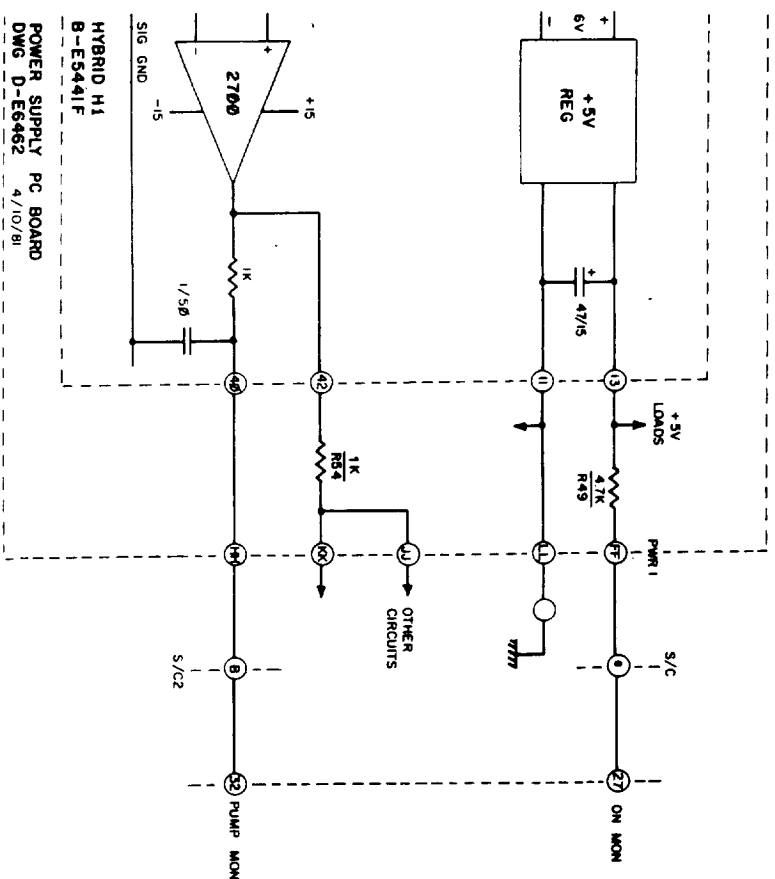 +
6V
-
+5V
REG
+
47/15
11
13
+5V
LOADS
4.7K
R49
PWR 1
LL
FF
S/C
27
ON MON
-
+
2700
+15
-15
SIG GND
1K
1/50
40
42
1K
R54
HH
KK
JJ
OTHER
CIRCUITS
S/C2
B
32
PUMP MON
HYBRID H1
B-E5441F
POWER SUPPLY PC BOARD
DWG D-E6462 4/10/81